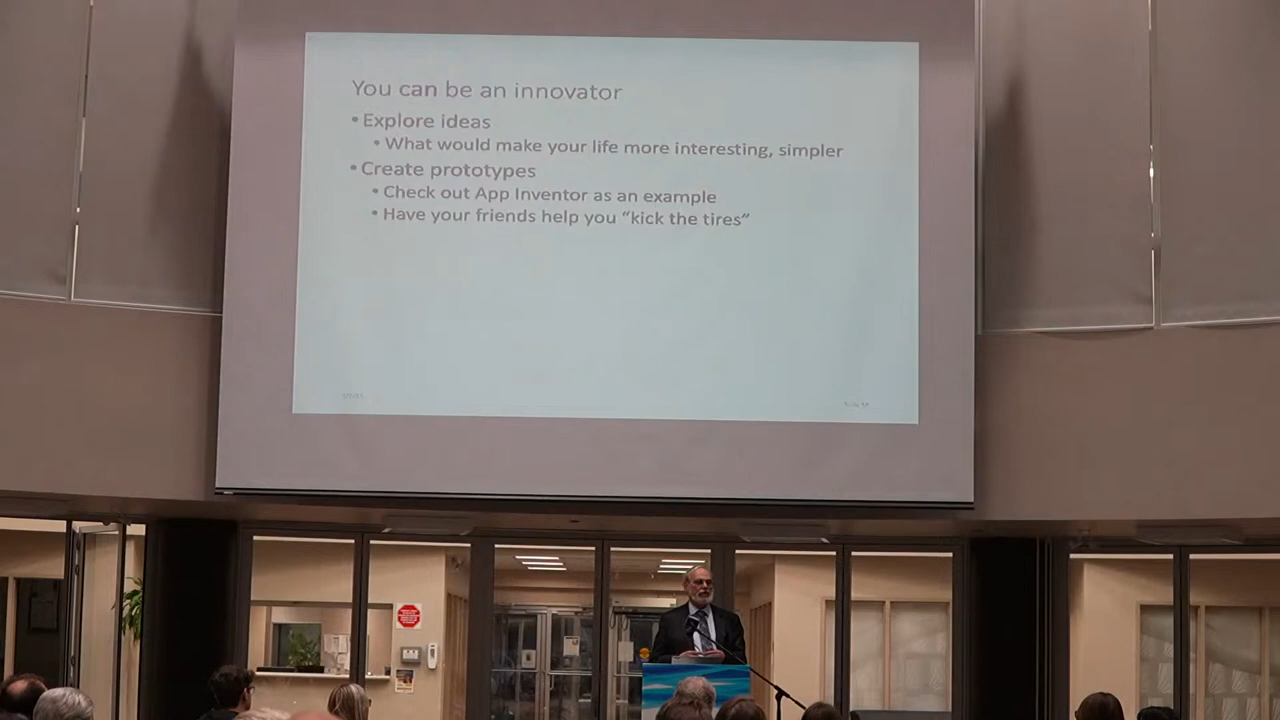 You can be an innovator
• Explore ideas
• What would make your life more interesting, simpler
• Create prototypes
• Check out App Inventor as an example
• Have your friends help you “kick the tires”